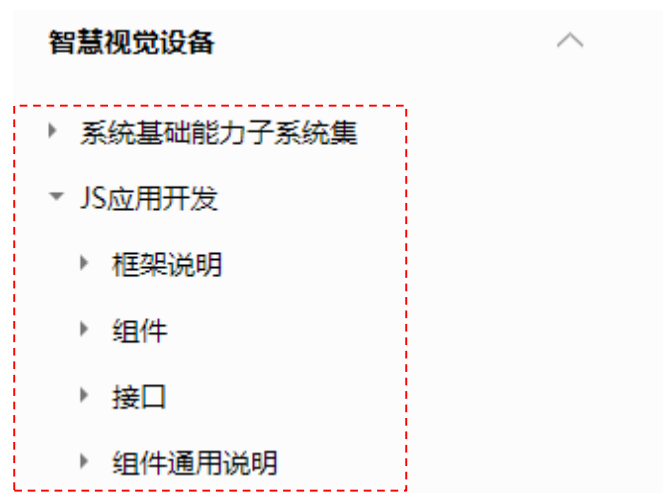 智慧视觉设备
系统基础能力子系统集
JS应用开发
框架说明
组件
接口
组件通用说明